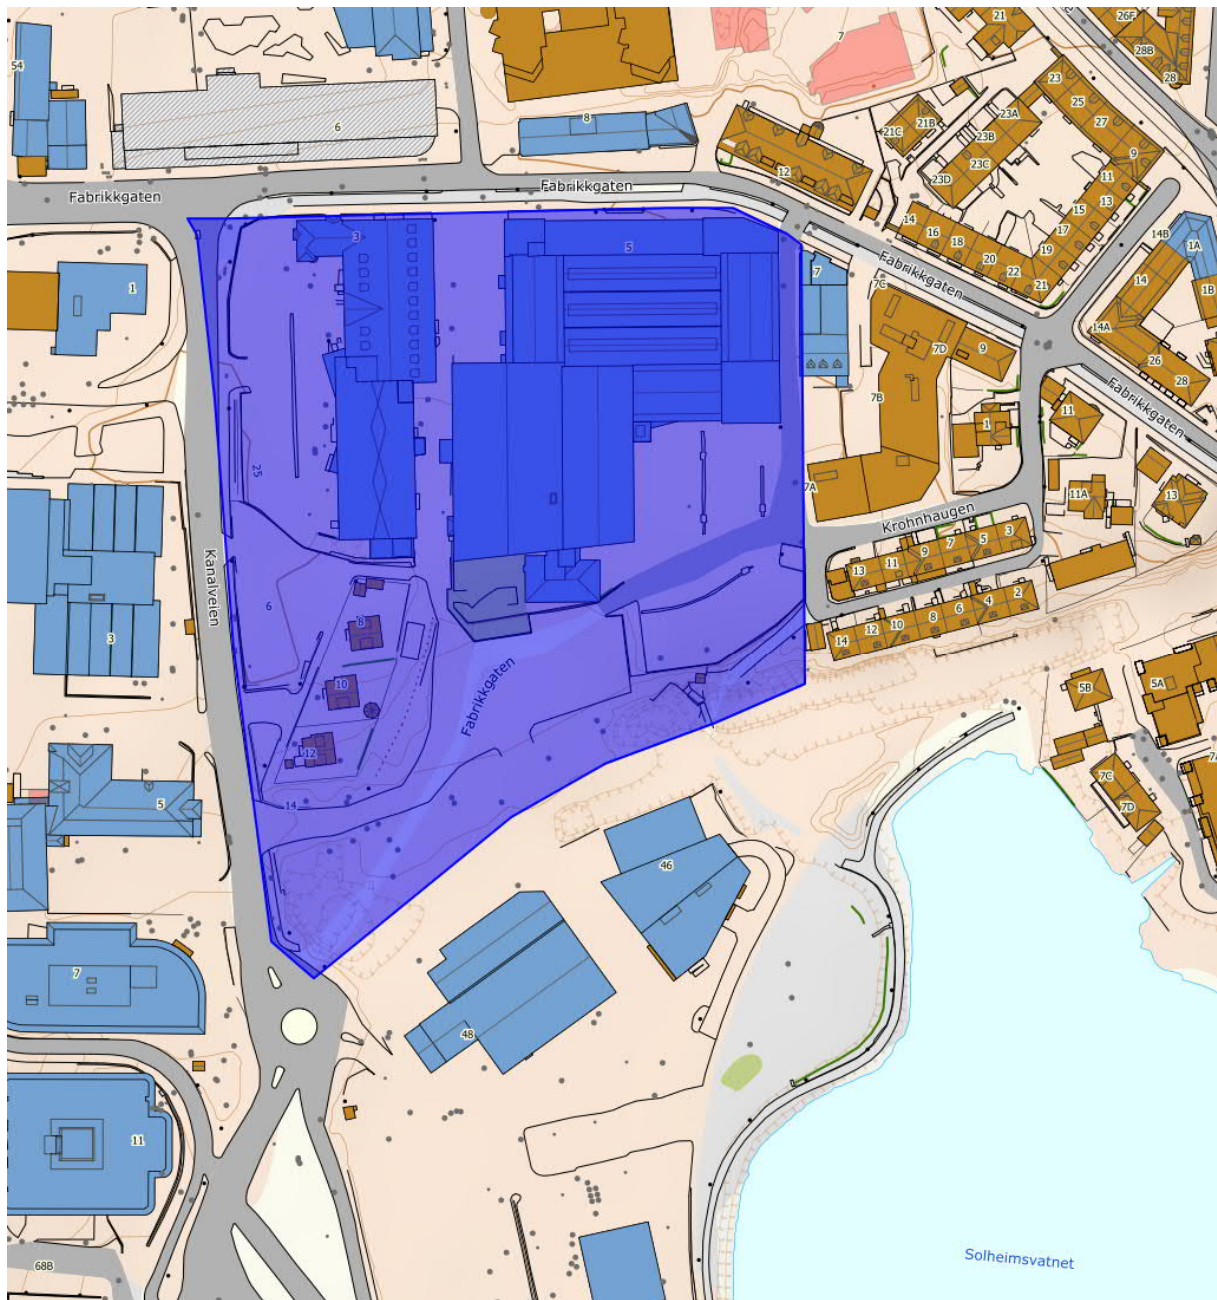 21
26F
7
28B
54
28
23
25
23A
8
6
21B
27
21C
23B
9
23C
12
11
23D
13
Fabrikkgaten
Fabrikkgaten
15
14
17
14B
16
1A
3
18
19
5
20
Fabrikkgaten
22
14
7
21
1B
7C
1
14A
7D
9
26
28
7B
Fabrikkgaten
11
1
25
7A
11A
13
Krohnhaugen
3
Kanalveien
7
5
9
11
13
2
6
4
6
8
8
10
12
3
14
10
5B
5A
Fabrikkgaten
12
7C
5
14
7D
46
7
48
11
Solheimsvatnet
68B